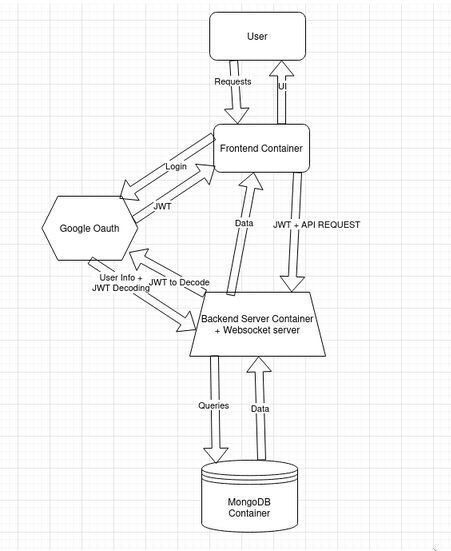 User
Requests
UI
Frontend Container
Login
JWT
Google Oauth
Data
JWT + API REQUEST
User Info +
JWT Decoding
JWT to Decode
Backend Server Container
+ Websocket server
Queries
Data
MongoDB
Container